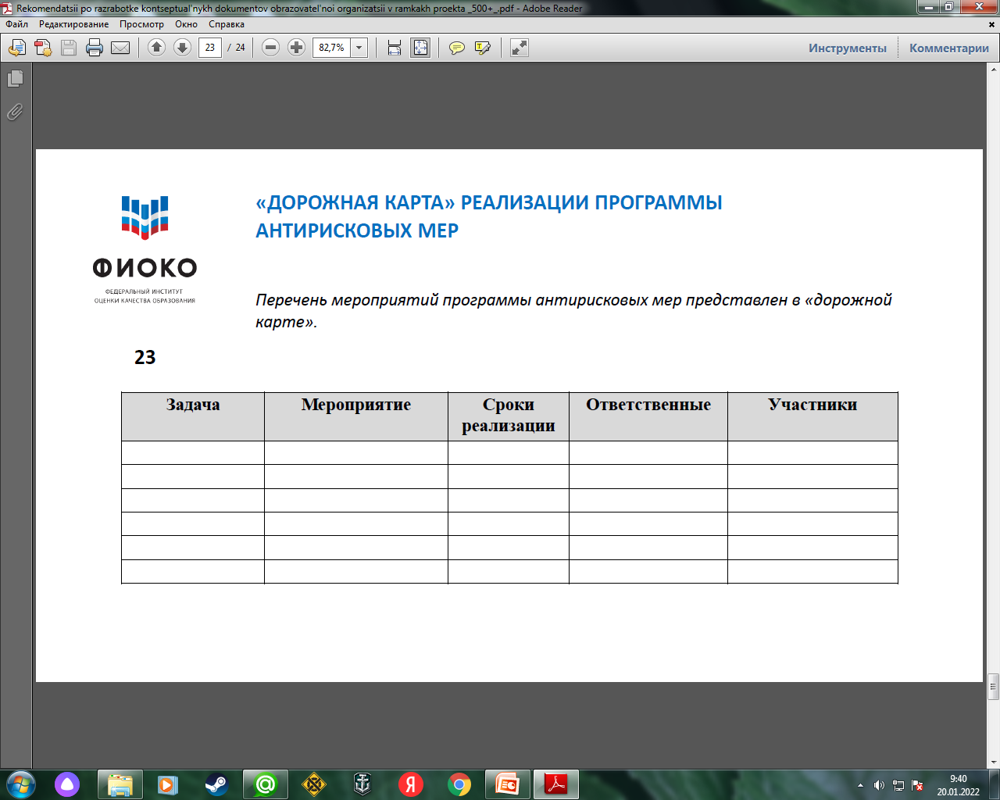 Rekomendatsii po razrabotke kontseptual'nykh dokumentov obrazovatel'noi organizatsii v ramkakh proekta _500+_.pdf - Adobe Reader
Файл Редактирование Просмотр Окно Справка
23 / 24 82,7% Инструменты Комментарии
«ДОРОЖНАЯ КАРТА» РЕАЛИЗАЦИИ ПРОГРАММЫ
АНТИРИСКОВЫХ МЕР
ФИОКО
ФЕДЕРАЛЬНЫЙ ИНСТИТУТ
ОЦЕНКИ КАЧЕСТВА ОБРАЗОВАНИЯ
Перечень мероприятий программы антирисковых мер представлен в «дорожной
карте».
23
Задача Мероприятие Сроки Ответственные Участники
реализации
9:40
20.01.2022